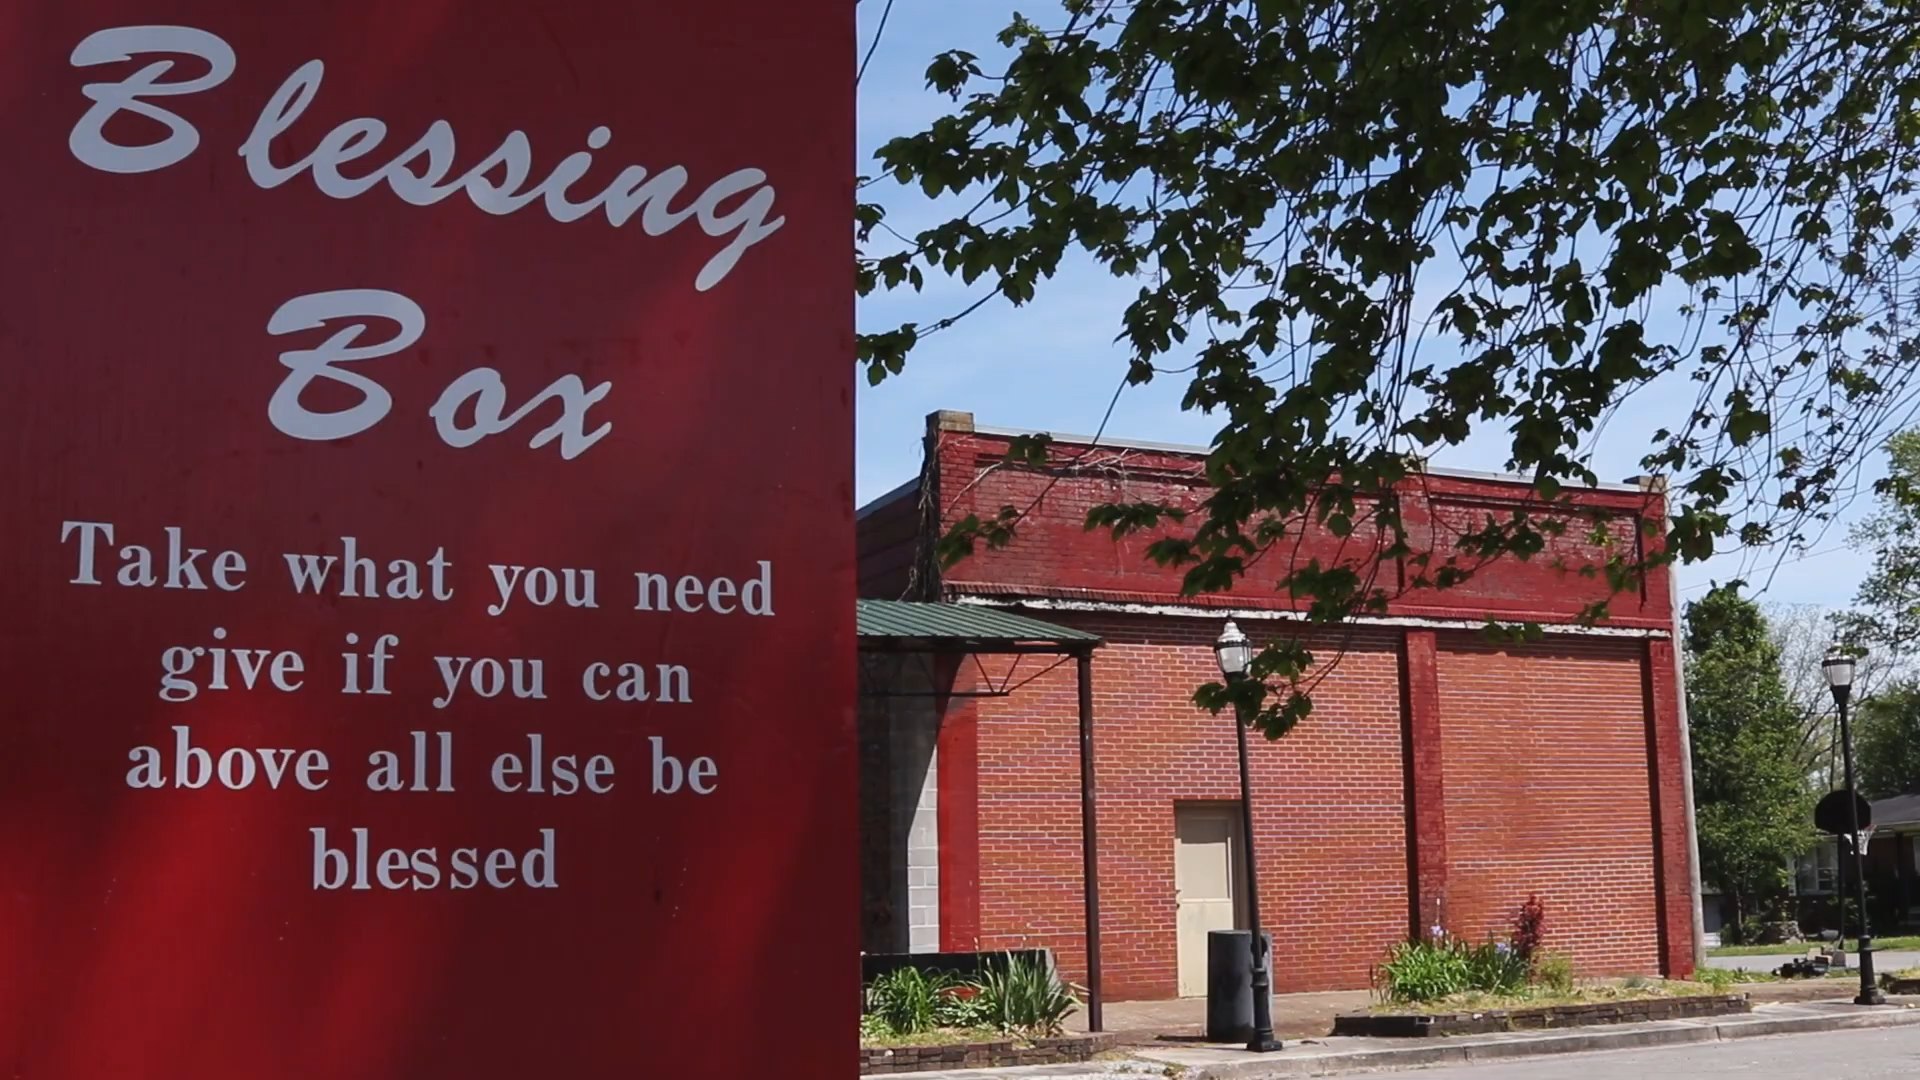 Blessing
Box
Take what you need
give if you can
above all else be
blessed